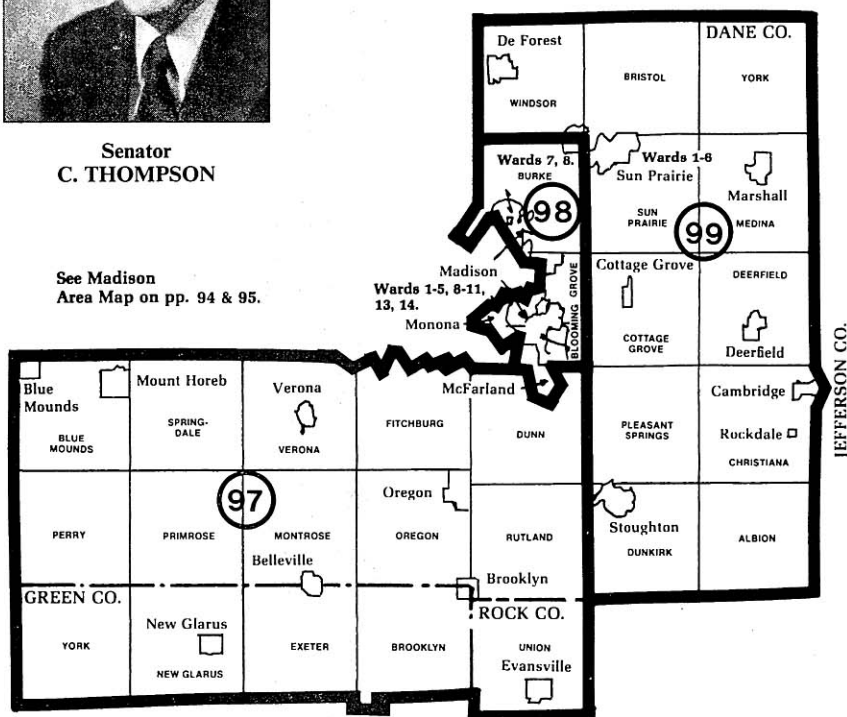 Senator
C. THOMPSON
See Madison
Area Map on pp. 94 & 95.
DANE CO.
De Forest
WINDSOR
BRISTOL
YORK
Wards 7, 8.
BURKE
98
Wards 1-6
Sun Prairie
SUN
PRAIRIE
Marshall
MEDINA
99
Madison
Wards 1-5, 8-11,
13, 14.
Monona
BLOOMING GROVE
Cottage Grove
COTTAGE
GROVE
DEERFIELD
Deerfield
McFarland
JEFFERSON CO.
Blue
Mounds
BLUE
MOUNDS
Mount Horeb
SPRING-
DALE
Verona
VERONA
FITCHBURG
DUNN
PLEASANT
SPRINGS
Cambridge
Rockdale
CHRISTIANA
97
PERRY
PRIMROSE
MONTROSE
Belleville
Oregon
OREGON
RUTLAND
Stoughton
DUNKIRK
ALBION
Brooklyn
GREEN CO.
YORK
New Glarus
NEW GLARUS
EXETER
BROOKLYN
ROCK CO.
UNION
Evansville